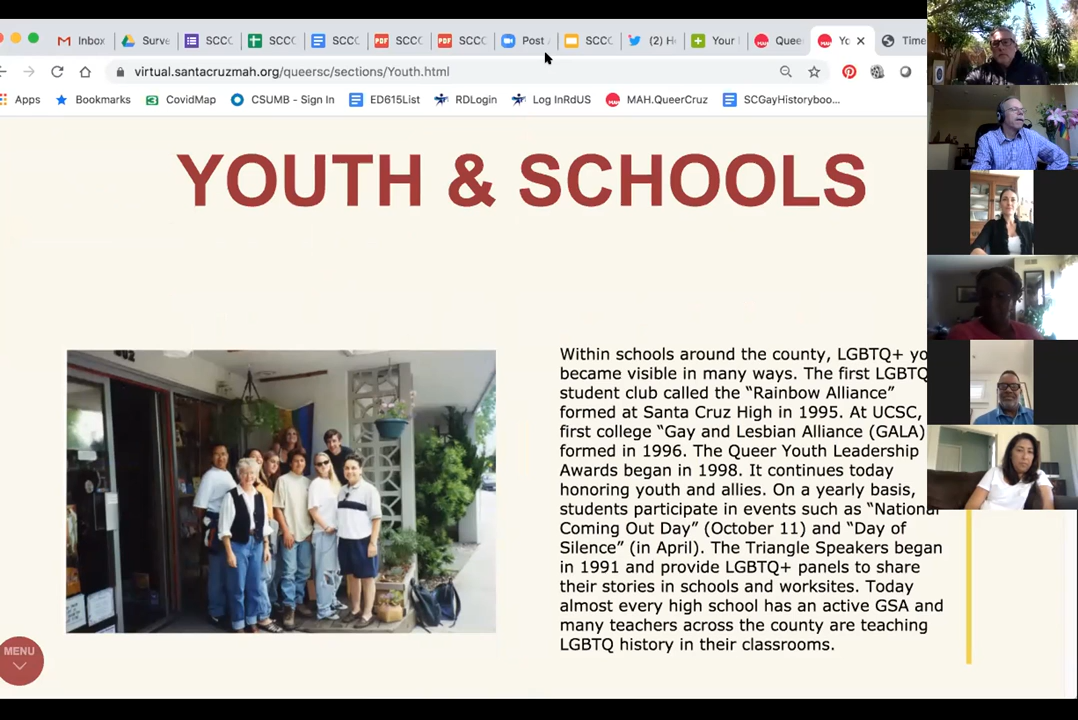 Inbox
Surve
SCCC
SCCC
SCCC
SCCC
SCCC
Post
SCCC
(2) H
Your
Quee
Yo
Time
virtual.santacruzmah.org/queersc/sections/Youth.html
Apps
Bookmarks
CovidMap
CSUMB - Sign In
ED615List
RDLogin
Log InRdUS
MAH.QueerCruz
SCGayHistoryboo...
YOUTH & SCHOOLS
Within schools around the county, LGBTQ+ yo
became visible in many ways. The first LGBTQ
student club called the “Rainbow Alliance”
formed at Santa Cruz High in 1995. At UCSC,
first college “Gay and Lesbian Alliance (GALA)
formed in 1996. The Queer Youth Leadership
Awards began in 1998. It continues today
honoring youth and allies. On a yearly basis,
students participate in events such as “National
Coming Out Day” (October 11) and “Day of
Silence” (in April). The Triangle Speakers began
in 1991 and provide LGBTQ+ panels to share
their stories in schools and worksites. Today
almost every high school has an active GSA and
many teachers across the county are teaching
LGBTQ history in their classrooms.
MENU